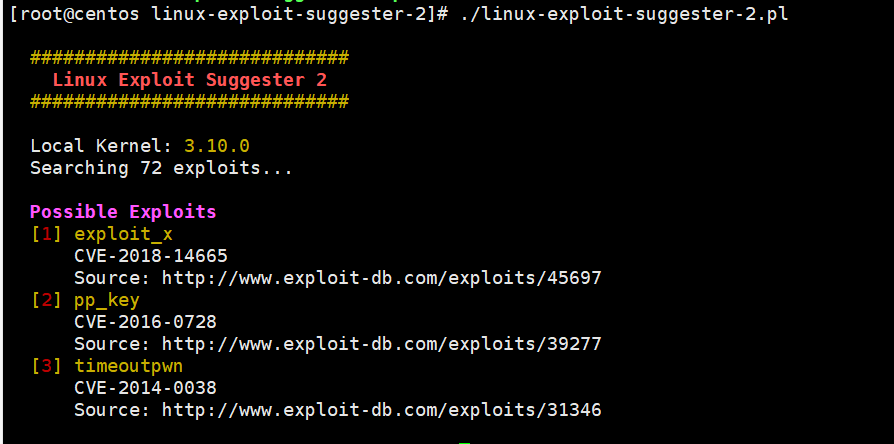 [root@centos linux-exploit-suggester-2]# ./linux-exploit-suggester-2.pl
#############################
Linux Exploit Suggester 2
#############################
Local Kernel: 3.10.0
Searching 72 exploits...
Possible Exploits
[1] exploit_x
CVE-2018-14665
Source: http://www.exploit-db.com/exploits/45697
[2] pp_key
CVE-2016-0728
Source: http://www.exploit-db.com/exploits/39277
[3] timeoutpwn
CVE-2014-0038
Source: http://www.exploit-db.com/exploits/31346